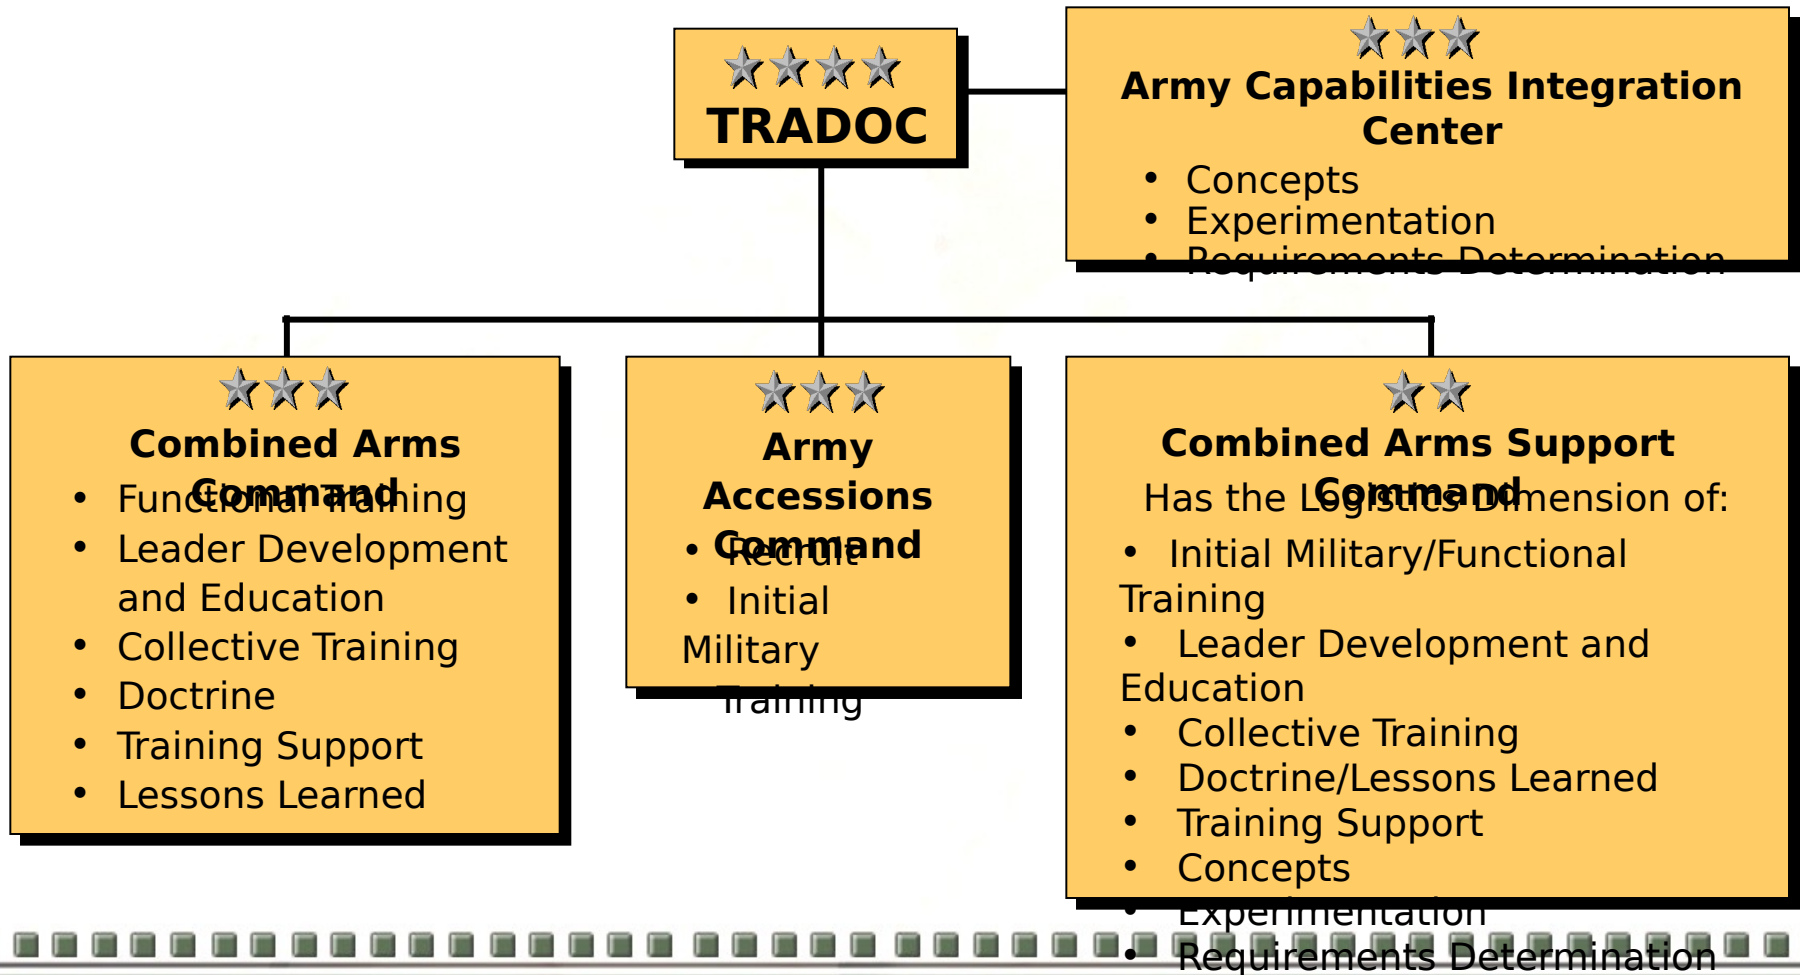 TRADOC
Army Capabilities Integration
Center
• Concepts
• Experimentation
• Requirements Determination
Combined Arms
Command
• Functional Training
• Leader Development
and Education
• Collective Training
• Doctrine
• Training Support
• Lessons Learned
Army
Accessions
Command
• Recruit
• Initial
Military
Training
Combined Arms Support
Command
Has the Logistics Dimension of:
• Initial Military/Functional
Training
• Leader Development and
Education
• Collective Training
• Doctrine/Lessons Learned
• Training Support
• Concepts
• Experimentation
• Requirements Determination